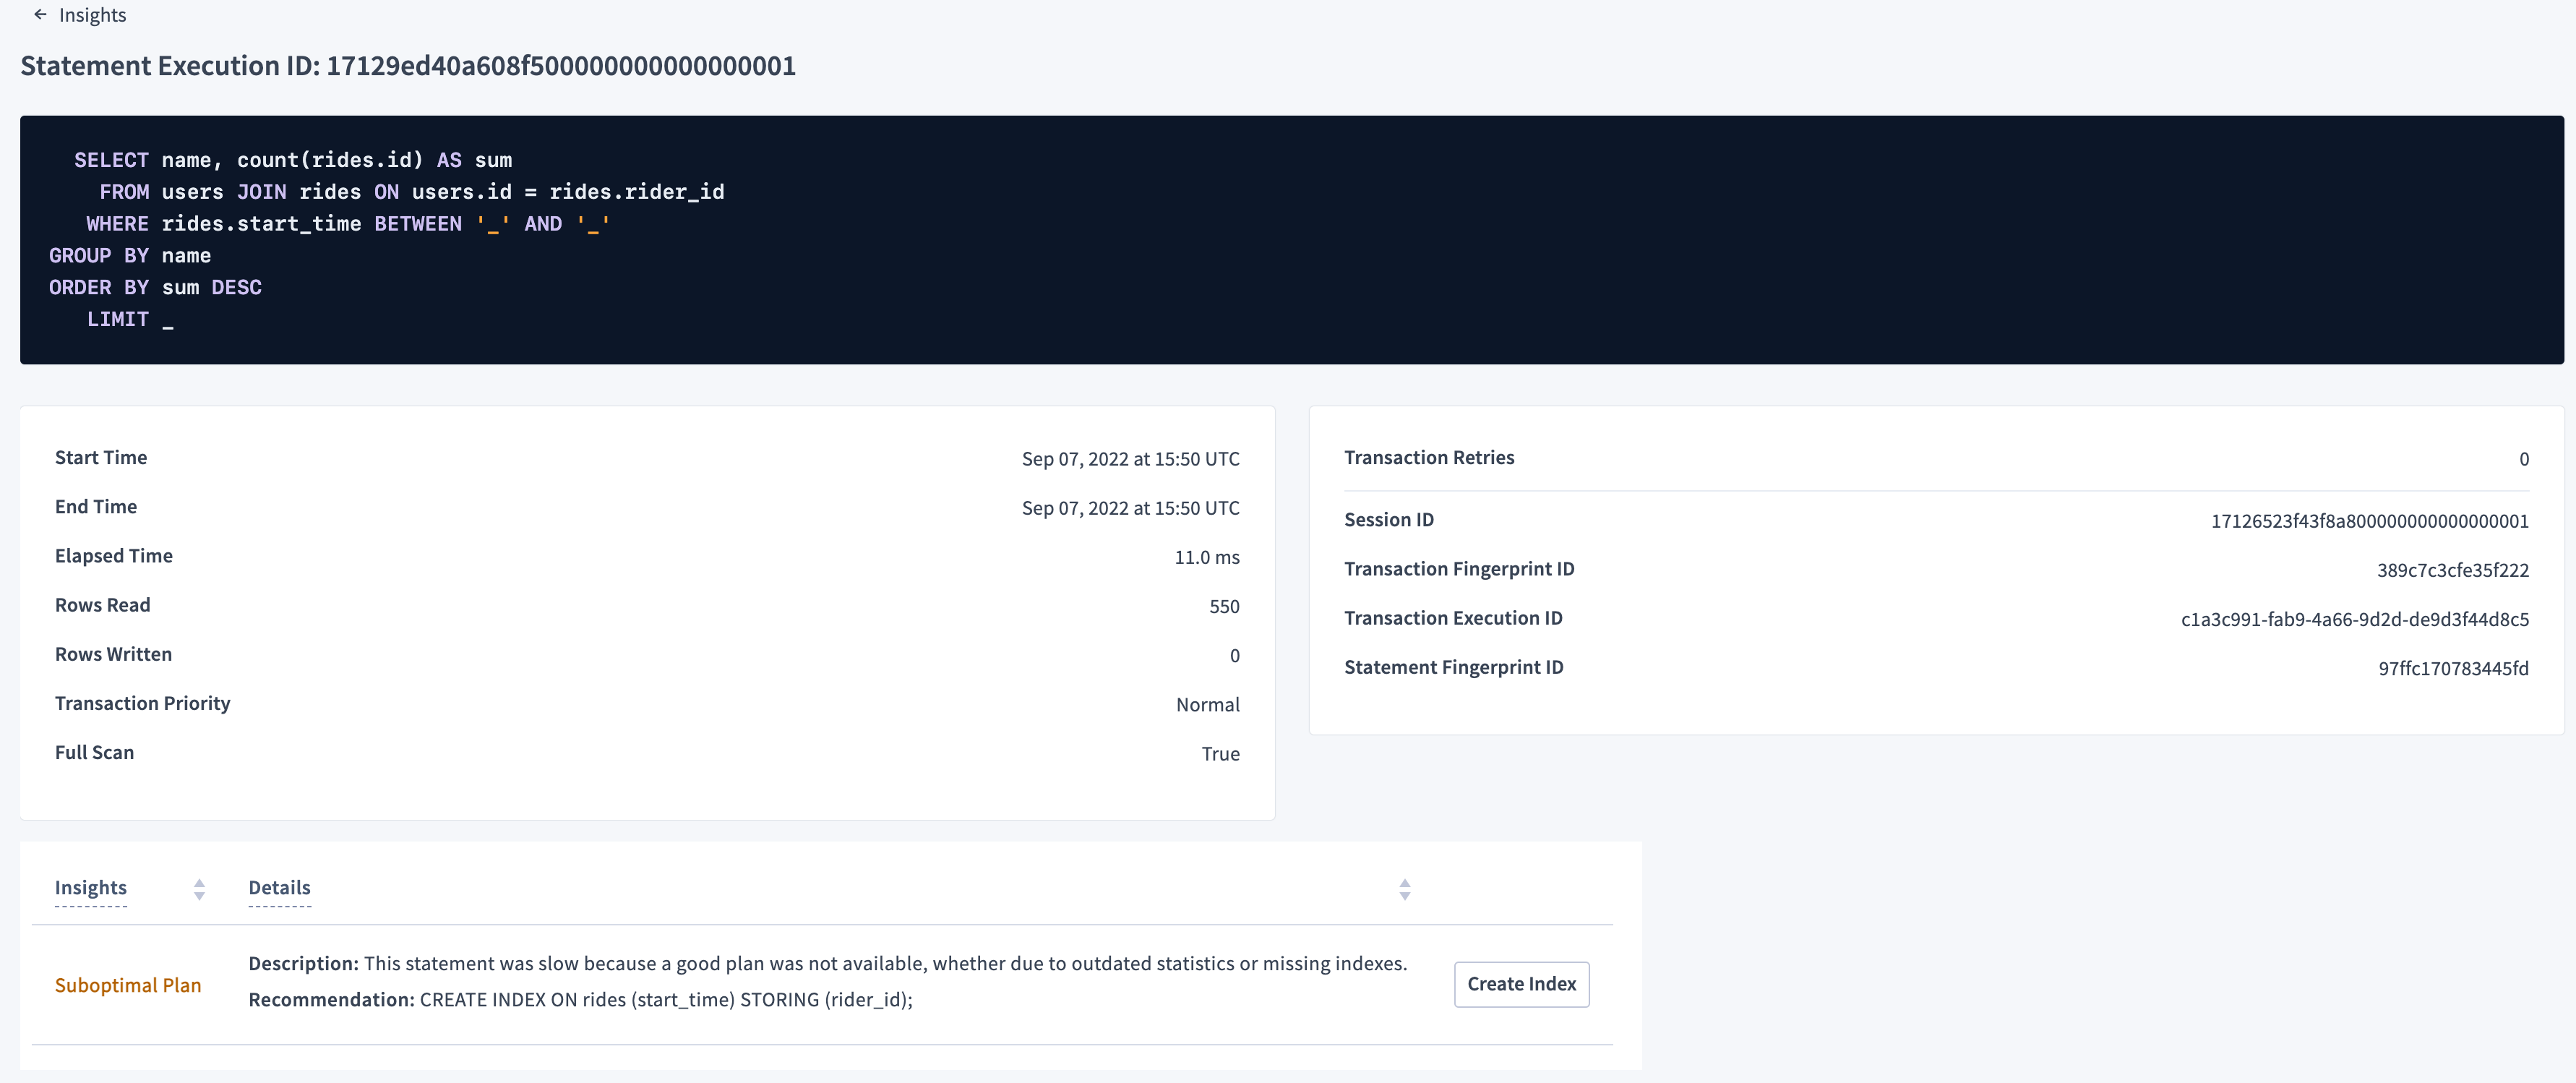 ← Insights
Statement Execution ID: 17129ed40a608f500000000000000001
SELECT name, count(rides.id) AS sum
FROM users JOIN rides ON users.id = rides.rider_id
WHERE rides.start_time BETWEEN '_' AND '_'
GROUP BY name
ORDER BY sum DESC
LIMIT _
Start Time Sep 07, 2022 at 15:50 UTC
End Time Sep 07, 2022 at 15:50 UTC
Elapsed Time 11.0 ms
Rows Read 550
Rows Written 0
Transaction Priority Normal
Full Scan True
Transaction Retries 0
Session ID 17126523f43f8a800000000000000001
Transaction Fingerprint ID 389c7c3cfe35f222
Transaction Execution ID c1a3c991-fab9-4a66-9d2d-de9d3f44d8c5
Statement Fingerprint ID 97ffc170783445fd
Insights Details
Suboptimal Plan
Description: This statement was slow because a good plan was not available, whether due to outdated statistics or missing indexes.
Recommendation: CREATE INDEX ON rides (start_time) STORING (rider_id);
Create Index